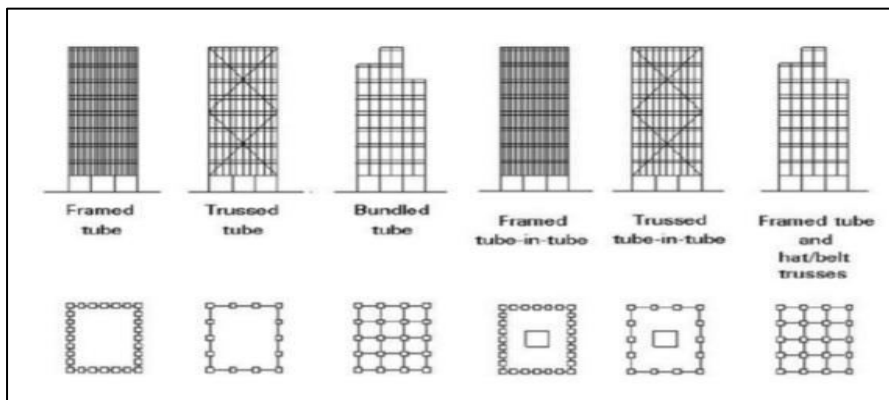 Framed
tube
Trussed
tube
Bundled
tube
Framed
tube-in-tube
Trussed
tube-in-tube
Framed tube
and
hat/belt
trusses